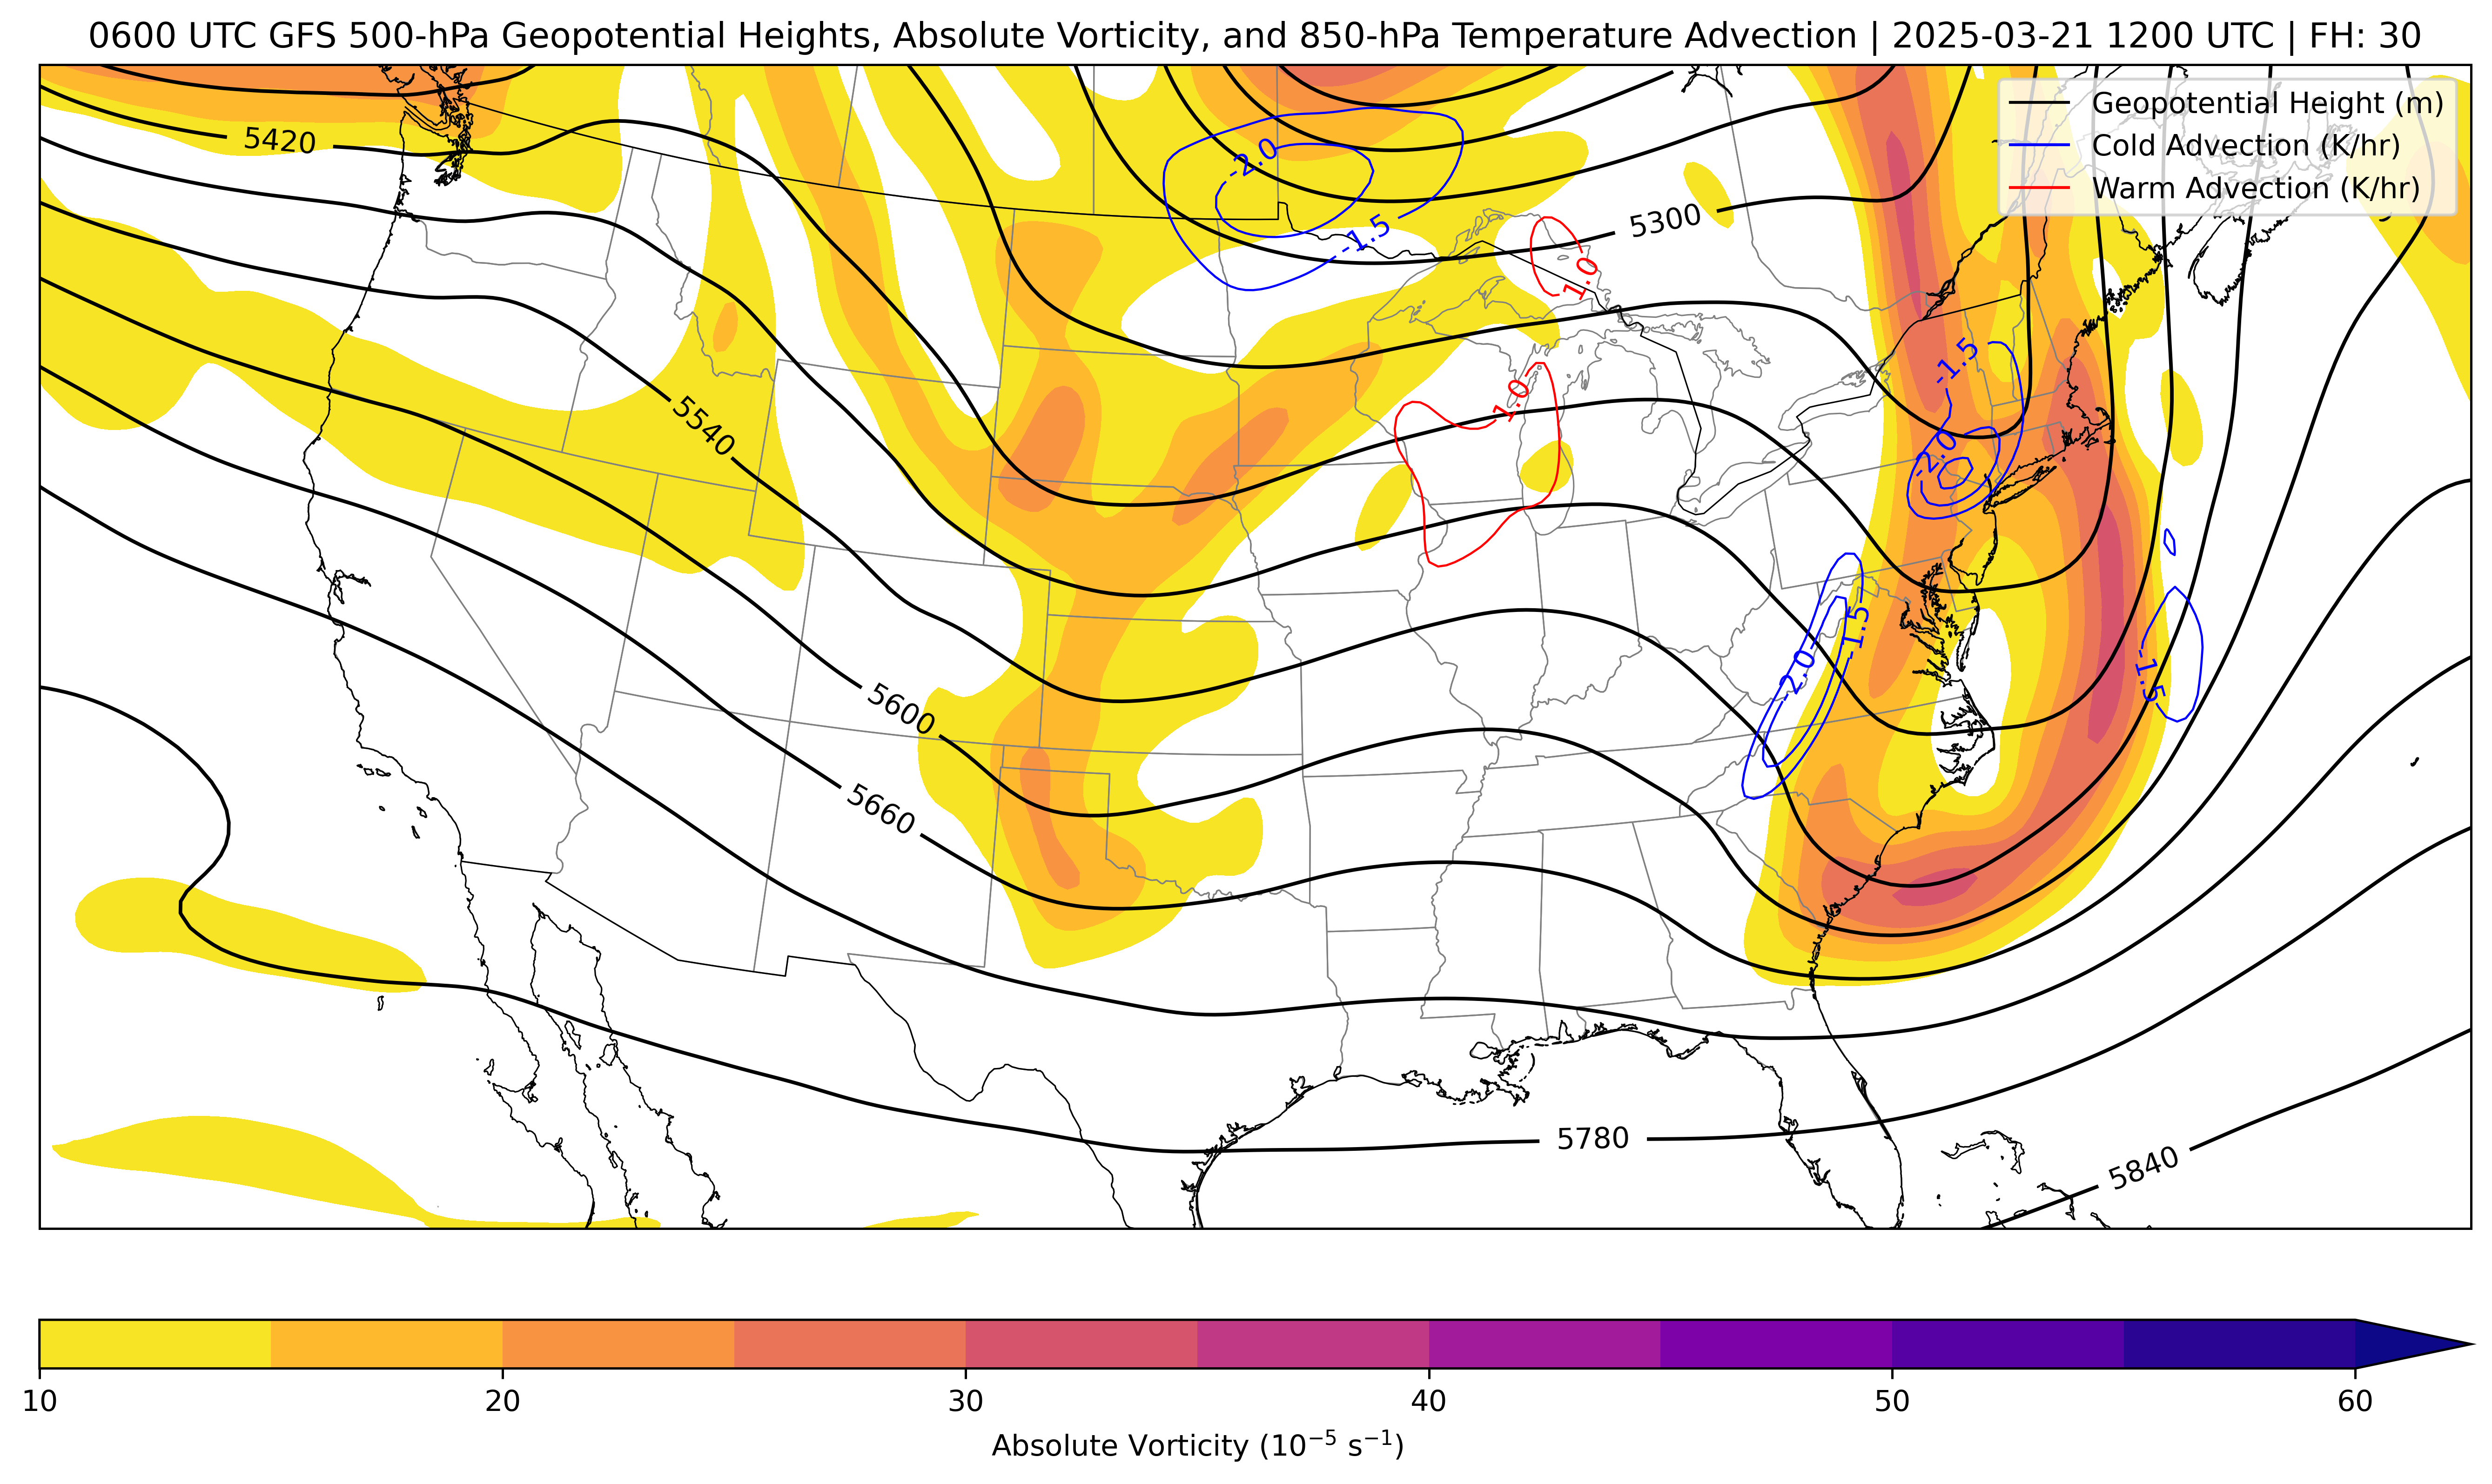 0600 UTC GFS 500-hPa Geopotential Heights, Absolute Vorticity, and 850-hPa Temperature Advection | 2025-03-21 1200 UTC | FH: 30
Geopotential Height (m)
Cold Advection (K/hr)
Warm Advection (K/hr)
5420
-2.0
-1.5
5300
1.0
-1.5
1.0
5540
-2.0
-1.5
-2.0
-1.5
5600
5660
5780
5840
10 20 30 40 50 60
Absolute Vorticity (10⁻⁵ s⁻¹)